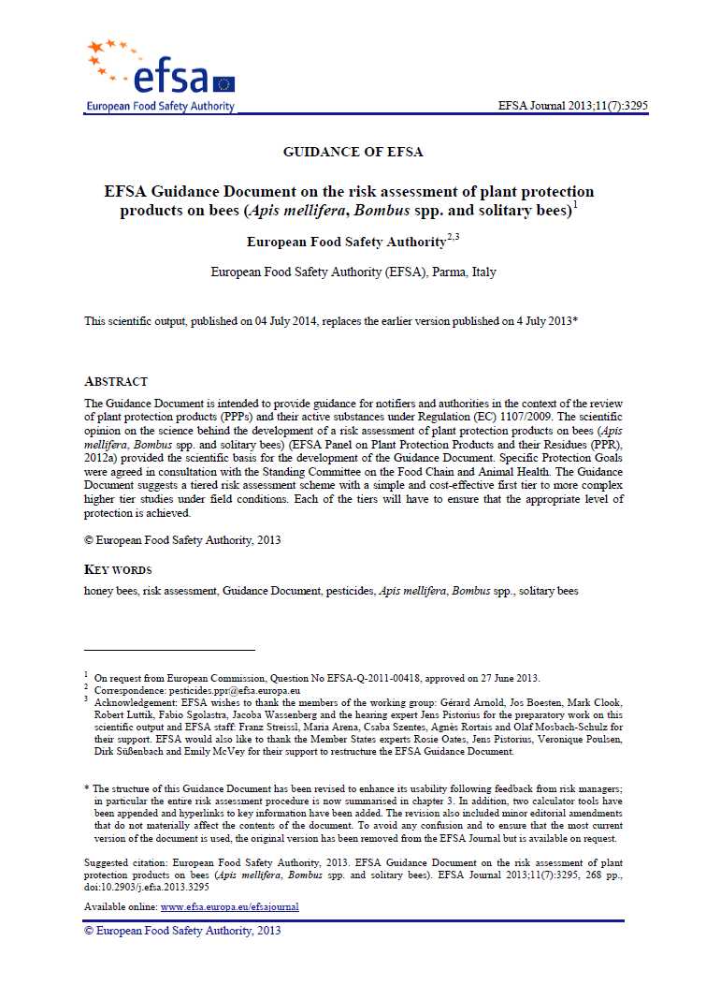 efsa
European Food Safety Authority
EFSA Journal 2013;11(7):3295
GUIDANCE OF EFSA
EFSA Guidance Document on the risk assessment of plant protection
products on bees (Apis mellifera, Bombus spp. and solitary bees)1
European Food Safety Authority2,3
European Food Safety Authority (EFSA), Parma, Italy
This scientific output, published on 04 July 2014, replaces the earlier version published on 4 July 2013*
ABSTRACT
The Guidance Document is intended to provide guidance for notifiers and authorities in the context of the review
of plant protection products (PPPs) and their active substances under Regulation (EC) 1107/2009. The scientific
opinion on the science behind the development of a risk assessment of plant protection products on bees (Apis
mellifera, Bombus spp. and solitary bees) (EFSA Panel on Plant Protection Products and their Residues (PPR),
2012a) provided the scientific basis for the development of the Guidance Document. Specific Protection Goals
were agreed in consultation with the Standing Committee on the Food Chain and Animal Health. The Guidance
Document suggests a tiered risk assessment scheme with a simple and cost-effective first tier to more complex
higher tier studies under field conditions. Each of the tiers will have to ensure that the appropriate level of
protection is achieved.
© European Food Safety Authority, 2013
KEY WORDS
honey bees, risk assessment, Guidance Document, pesticides, Apis mellifera, Bombus spp., solitary bees
1 On request from European Commission, Question No EFSA-Q-2011-00418, approved on 27 June 2013.
2 Correspondence: pesticides.ppr@efsa.europa.eu
3 Acknowledgement: EFSA wishes to thank the members of the working group: Gérard Arnold, Jos Boesten, Mark Clook,
Robert Luttik, Fabio Sgolastra, Jacoba Wassenberg and the hearing expert Jens Pistorius for the preparatory work on this
scientific output and EFSA staff: Franz Streissl, Maria Arena, Csaba Szentes, Agnès Rortais and Olaf Mosbach-Schulz for
their support. EFSA would also like to thank the Member States experts Rosie Oates, Jens Pistorius, Veronique Poulsen,
Dirk Süßenbach and Emily McVey for their support to restructure the EFSA Guidance Document.
* The structure of this Guidance Document has been revised to enhance its usability following feedback from risk managers;
in particular the entire risk assessment procedure is now summarised in chapter 3. In addition, two calculator tools have
been appended and hyperlinks to key information have been added. The revision also included minor editorial amendments
that do not materially affect the contents of the document. To avoid any confusion and to ensure that the most current
version of the document is used, the original version has been removed from the EFSA Journal but is available on request.
Suggested citation: European Food Safety Authority, 2013. EFSA Guidance Document on the risk assessment of plant
protection products on bees (Apis mellifera, Bombus spp. and solitary bees). EFSA Journal 2013;11(7):3295, 268 pp.,
doi:10.2903/j.efsa.2013.3295
Available online: www.efsa.europa.eu/efsajournal
© European Food Safety Authority, 2013